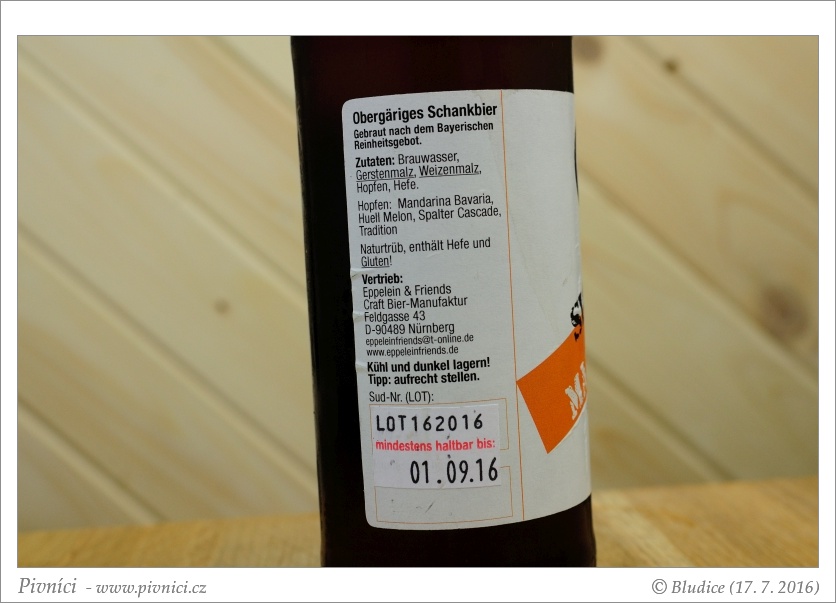 Obergäriges Schankbier
Gebraut nach dem Bayerischen
Reinheitsgebot.
Zutaten: Brauwasser,
Gerstenmalz, Weizenmalz,
Hopfen, Hefe.
Hopfen: Mandarina Bavaria,
Huell Melon, Spalter Cascade,
Tradition
Naturtrüb, enthält Hefe und
Gluten!
Vertrieb:
Eppelein & Friends
Craft Bier-Manufaktur
Feldgasse 43
D-90489 Nürnberg
eppeleinfriends@t-online.de
www.eppeleinfriends.de
Kühl und dunkel lagern!
Tipp: aufrecht stellen.
Sud-Nr. (LOT):
LOT162016
mindestens haltbar bis:
01.09.16
Pivníci - www.pivnici.cz
© Bludice (17. 7. 2016)